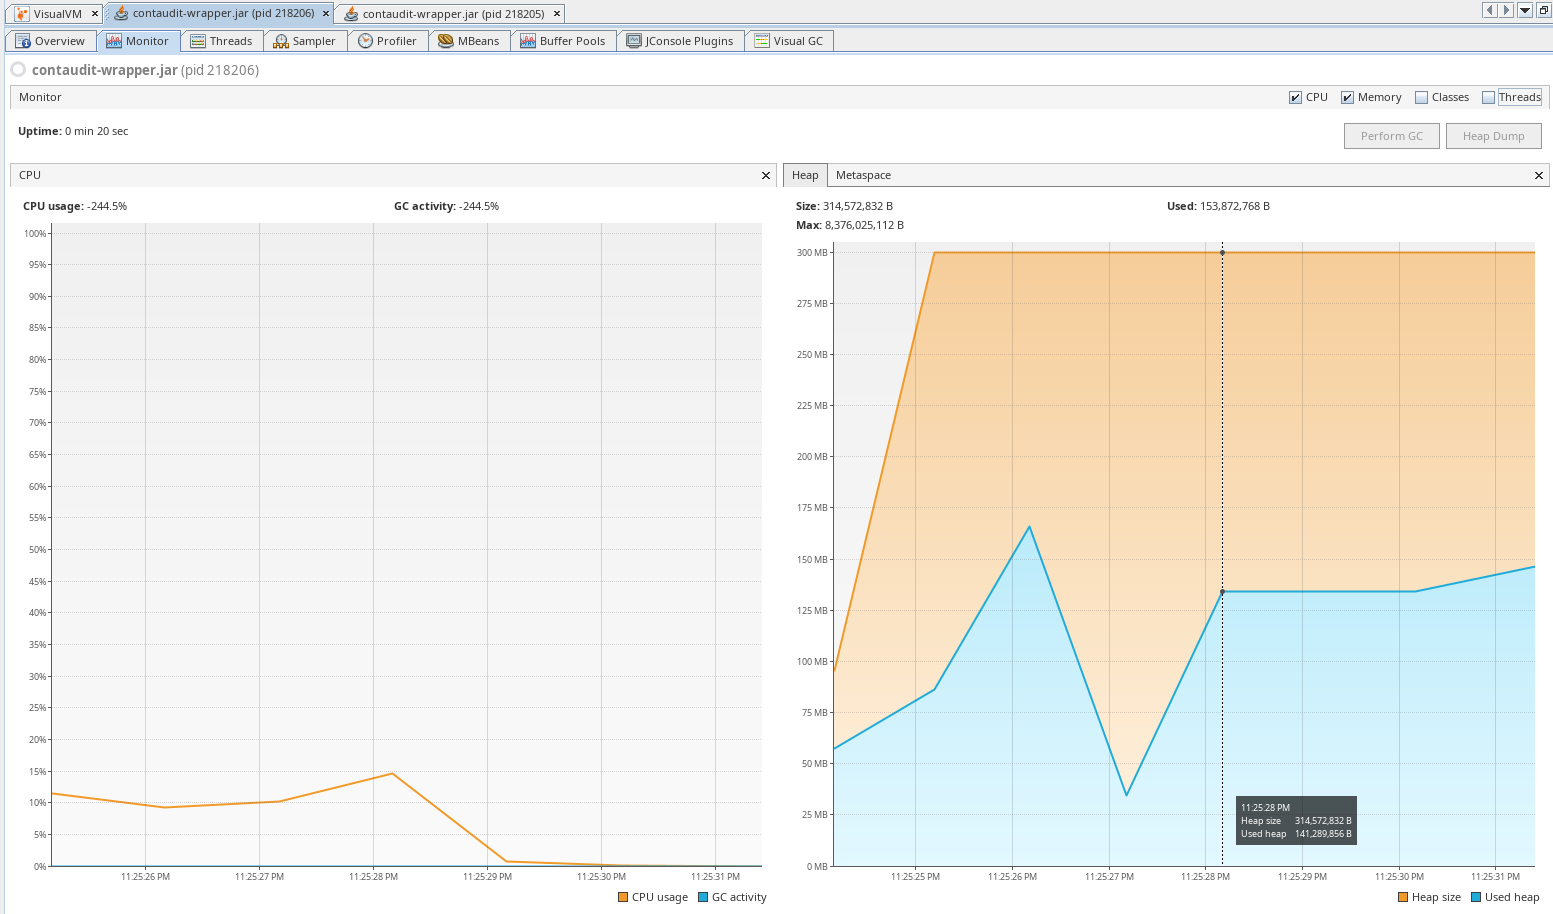 VisualVM
contaudit-wrapper.jar (pid 218206)
contaudit-wrapper.jar (pid 218205)
Overview
Monitor
Threads
Sampler
Profiler
MBeans
Buffer Pools
JConsole Plugins
Visual GC
contaudit-wrapper.jar (pid 218206)
Monitor
CPU
Memory
Classes
Threads
Uptime: 0 min 20 sec
Perform GC
Heap Dump
CPU
CPU usage: -244.5%
GC activity: -244.5%
100%
95%
90%
85%
80%
75%
70%
65%
60%
55%
50%
45%
40%
35%
30%
25%
20%
15%
10%
5%
0%
11:25:26 PM
11:25:27 PM
11:25:28 PM
11:25:29 PM
11:25:30 PM
11:25:31 PM
CPU usage
GC activity
Heap
Metaspace
Size: 314,572,832 B
Used: 153,872,768 B
Max: 8,376,025,112 B
300 MB
275 MB
250 MB
225 MB
200 MB
175 MB
150 MB
125 MB
100 MB
75 MB
50 MB
25 MB
0 MB
11:25:28 PM
Heap size 314,572,832 B
Used heap 141,289,856 B
11:25:25 PM
11:25:26 PM
11:25:27 PM
11:25:28 PM
11:25:29 PM
11:25:30 PM
11:25:31 PM
Heap size
Used heap